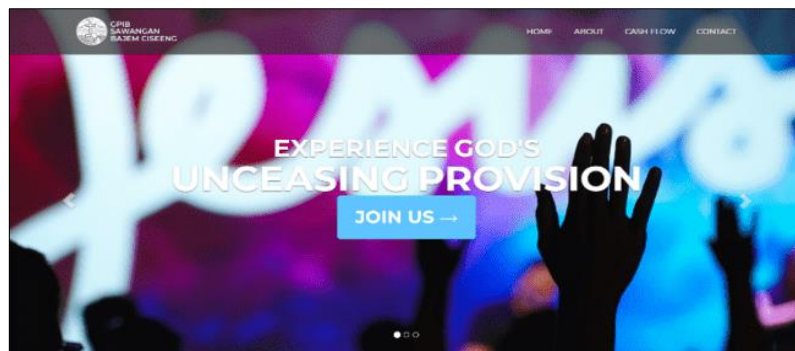 GPIB
SAWANGAN
BAJEM CISEENG
HOME ABOUT CASH FLOW CONTACT
Jesus
EXPERIENCE GOD'S
UNCEASING PROVISION
JOIN US →